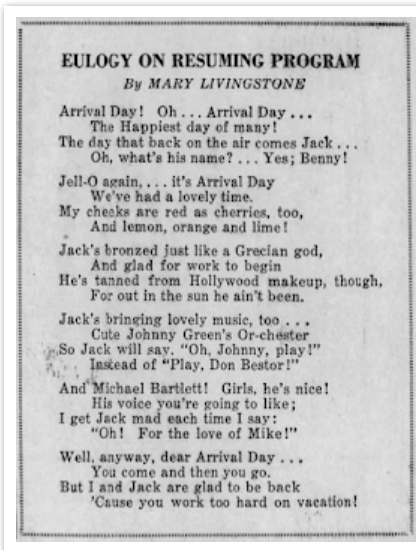 EULOGY ON RESUMING PROGRAM
By MARY LIVINGSTONE
Arrival Day! Oh ... Arrival Day ...
The Happiest day of many!
The day that back on the air comes Jack ...
Oh, what's his name? ... Yes; Benny!
Jell-O again, ... it's Arrival Day
We've had a lovely time.
My cheeks are red as cherries, too,
And lemon, orange and lime!
Jack's bronzed just like a Grecian god,
And glad for work to begin
He's tanned from Hollywood makeup, though,
For out in the sun he ain't been.
Jack's bringing lovely music, too ...
Cute Johnny Green's Or-chester
So Jack will say, "Oh, Johnny, play!"
Instead of "Play, Don Bestor!"
And Michael Bartlett! Girls, he's nice!
His voice you're going to like;
I get Jack mad each time I say:
"Oh! For the love of Mike!"
Well, anyway, dear Arrival Day ...
You come and then you go.
But I and Jack are glad to be back
'Cause you work too hard on vacation!